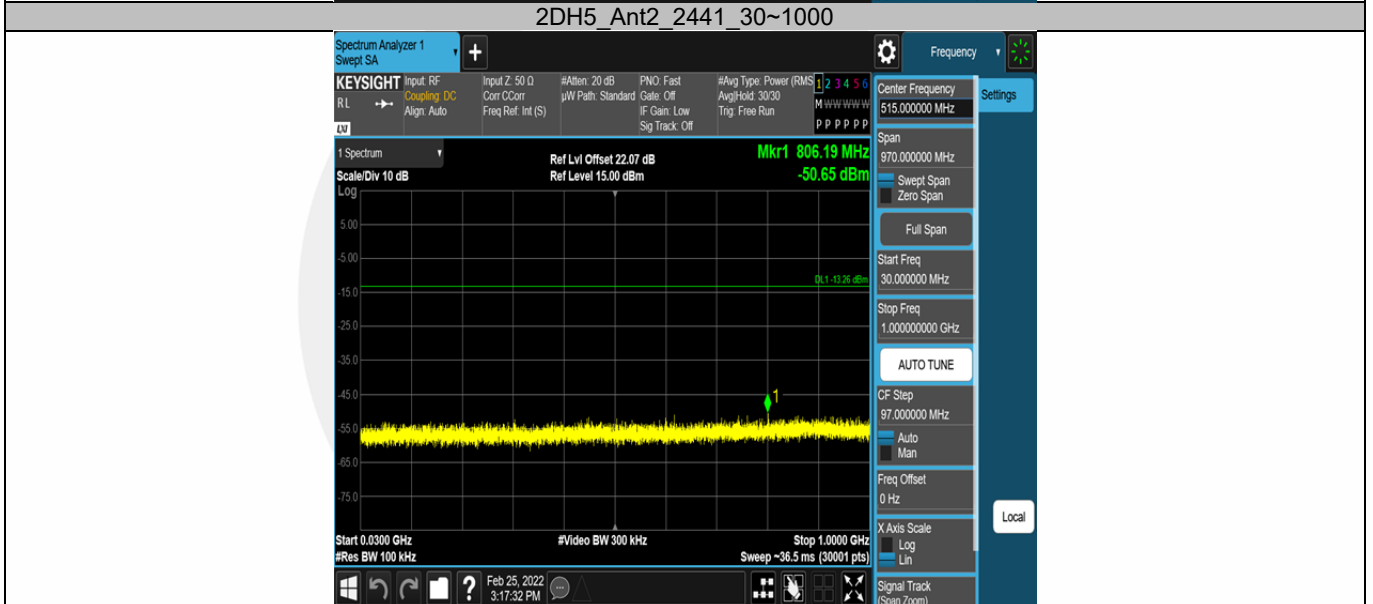 2DH5_Ant2_2441_30~1000
Spectrum Analyzer 1
Swept SA
+
Frequency
KEYSIGHT
RL
LXI
Input: RF
Coupling: DC
Align: Auto
Input Z: 50 Ω
Corr CCorr
Freq Ref: Int (S)
#Atten: 20 dB
µW Path: Standard
PNO: Fast
Gate: Off
IF Gain: Low
Sig Track: Off
#Avg Type: Power (RMS
Avg|Hold: 30/30
Trig: Free Run
1 2 3 4 5 6
M W W W W W
P P P P P P
1 Spectrum
Scale/Div 10 dB
Log
Ref Lvl Offset 22.07 dB
Ref Level 15.00 dBm
Mkr1 806.19 MHz
-50.65 dBm
5.00
-5.00
DL1 -13.26 dBm
-15.0
-25.0
-35.0
-45.0
1
-55.0
-65.0
-75.0
Start 0.0300 GHz
#Res BW 100 kHz
#Video BW 300 kHz
Stop 1.0000 GHz
Sweep ~36.5 ms (30001 pts)
?
Feb 25, 2022
3:17:32 PM
Center Frequency
515.000000 MHz
Settings
Span
970.000000 MHz
Swept Span
Zero Span
Full Span
Start Freq
30.000000 MHz
Stop Freq
1.000000000 GHz
AUTO TUNE
CF Step
97.000000 MHz
Auto
Man
Freq Offset
0 Hz
X Axis Scale
Log
Lin
Local
Signal Track
(Span Zoom)